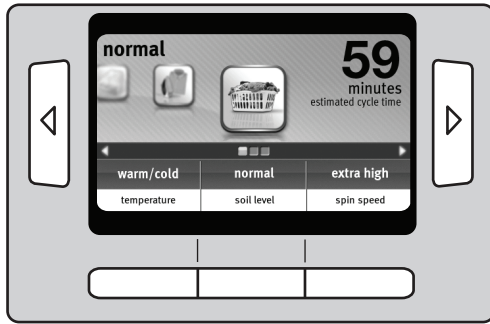 normal
59
minutes
estimated cycle time
warm/cold normal extra high
temperature soil level spin speed